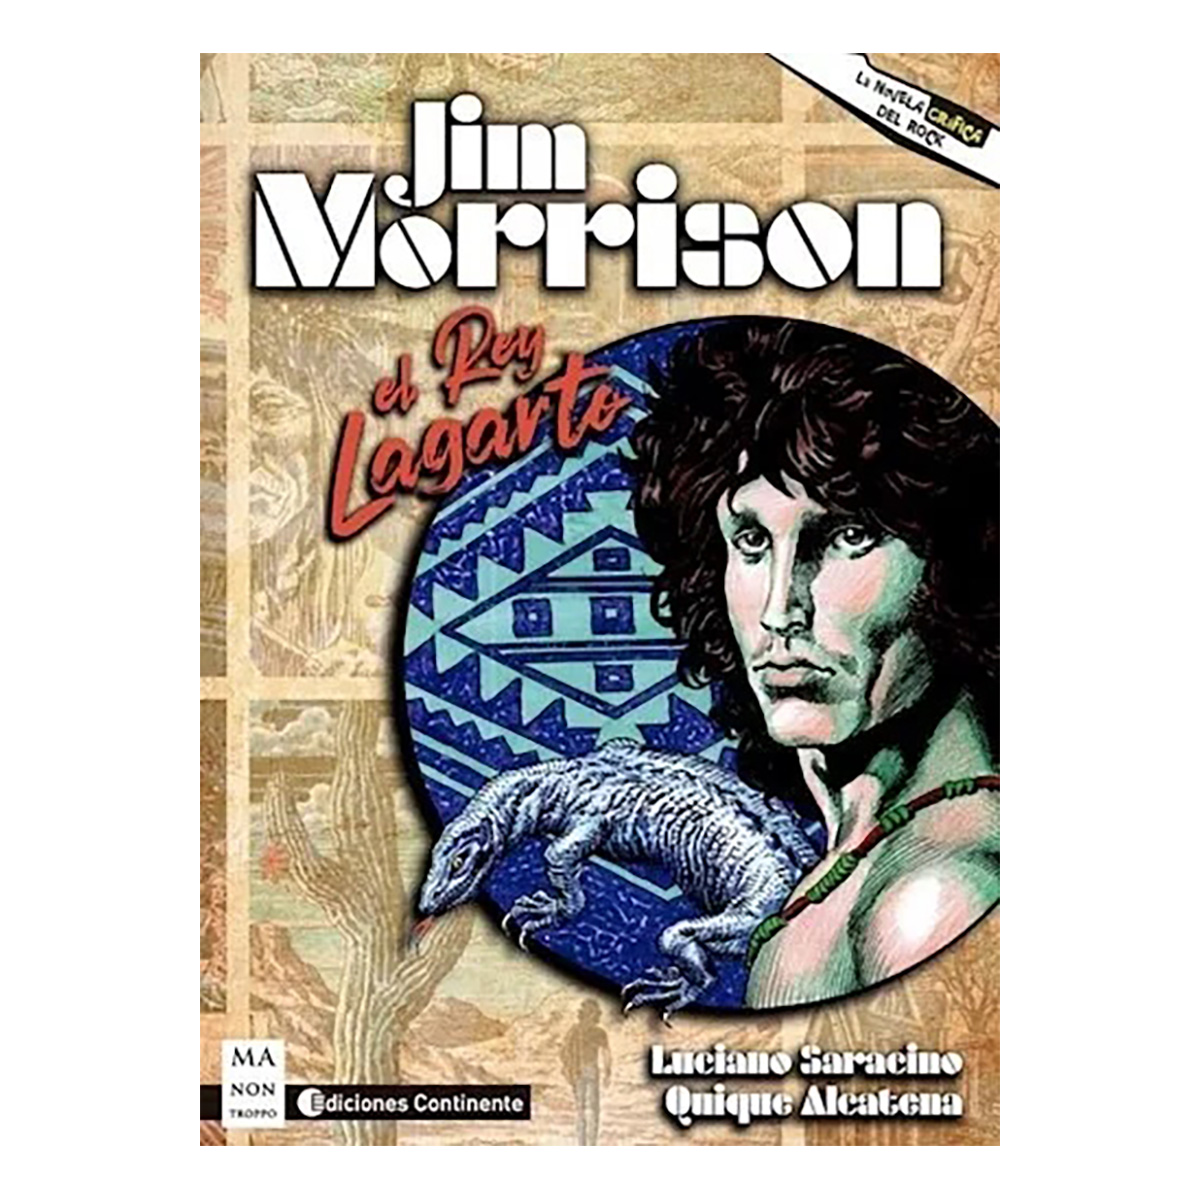 LA NOVELA GRÁFICA
DEL ROCK
Jim
Morrison
el Rey
Lagarto
Luciano Saracino
Quique Alcatena
MA
NON
TROPPO
Ediciones Continente